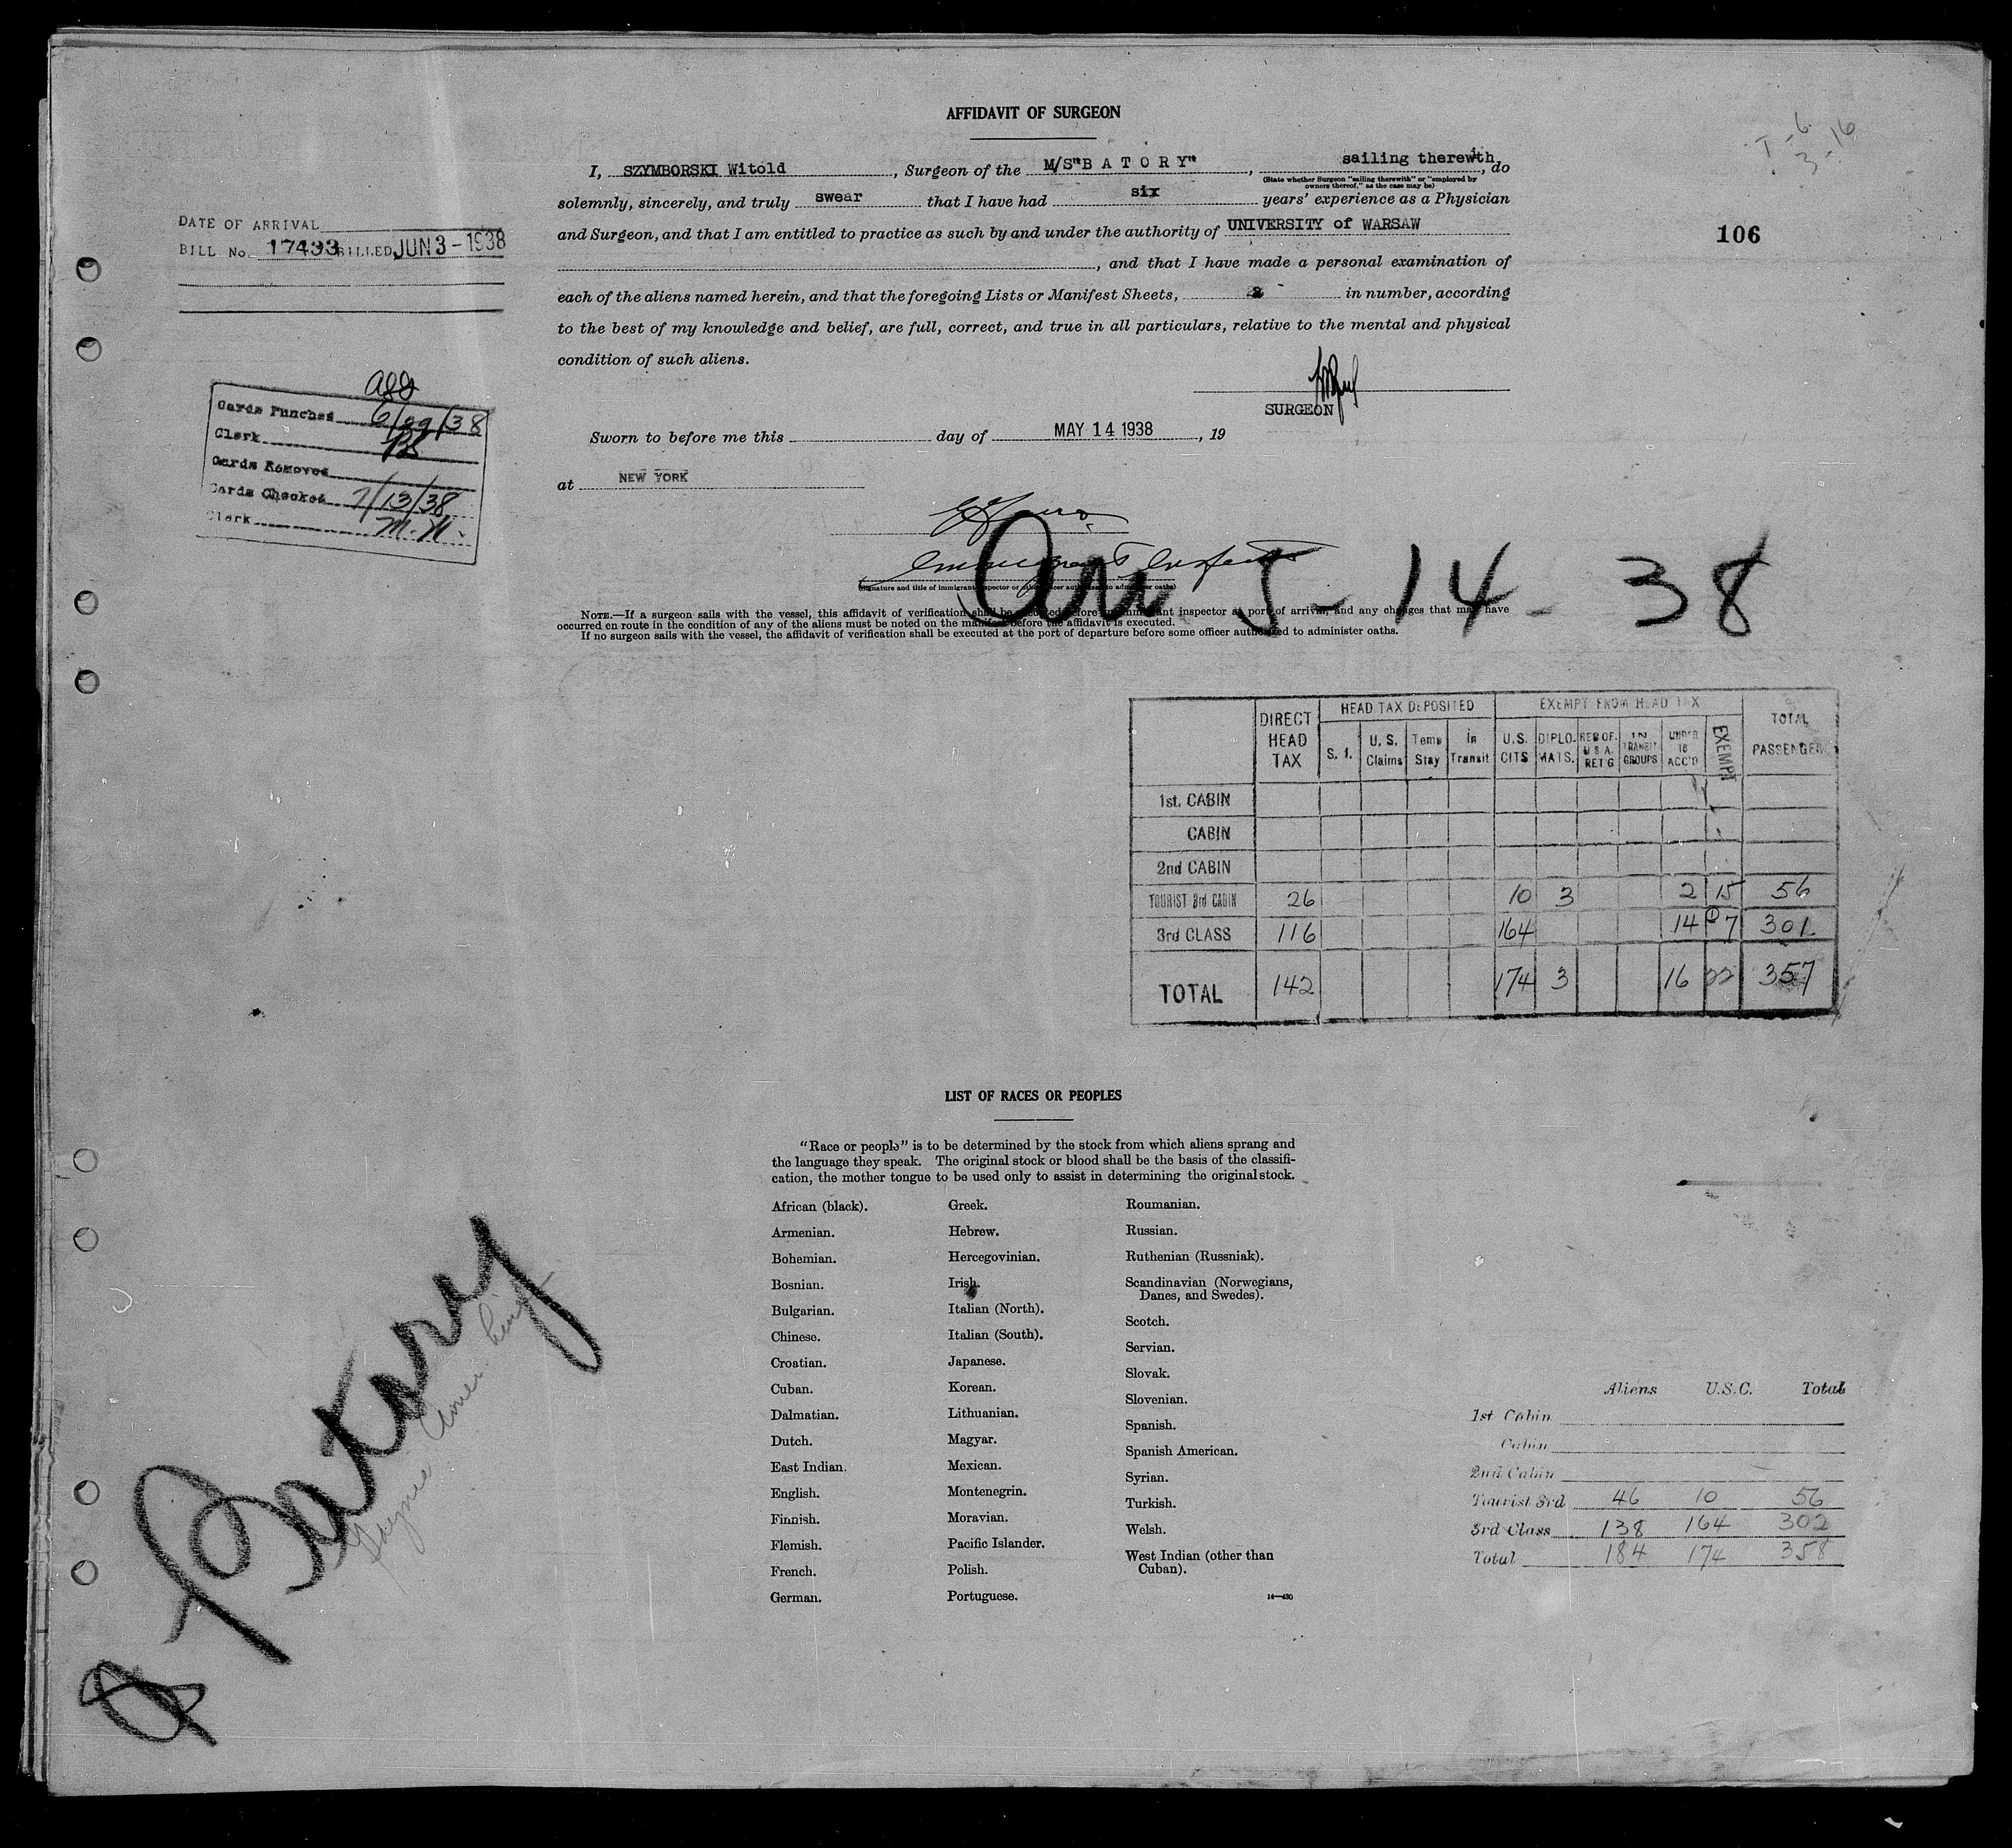 AFFIDAVIT OF SURGEON
T-6.
3-16
I, SZYMBORSKI Witold, Surgeon of the M/S"B A T O R Y", sailing therewith, do
(State whether Surgeon "sailing therewith" or "employed by
owners thereof," as the case may be)
solemnly, sincerely, and truly swear that I have had six years' experience as a Physician
and Surgeon, and that I am entitled to practice as such by and under the authority of UNIVERSITY of WARSAW
, and that I have made a personal examination of
each of the aliens named herein, and that the foregoing Lists or Manifest Sheets, in number, according
to the best of my knowledge and belief, are full, correct, and true in all particulars, relative to the mental and physical
condition of such aliens.
SURGEON
Sworn to before me this day of MAY 14 1938, 19
at NEW YORK
Immigrant Inspector
(Signature and title of immigrant inspector or other officer authorized to administer oaths)
Arr 5-14-38
NOTE.—If a surgeon sails with the vessel, this affidavit of verification shall be executed before an immigrant inspector at port of arrival, and any changes that may have
occurred en route in the condition of any of the aliens must be noted on the manifest before the affidavit is executed.
If no surgeon sails with the vessel, the affidavit of verification shall be executed at the port of departure before some officer authorized to administer oaths.
DATE OF ARRIVAL
BILL No. 17433 BILLED JUN 3-1938
106
Cards Punched 6/29/38
Clerk
Cards Removed
Cards Checked 7/13/38
Clerk M.N.
DIRECT HEAD TAX HEAD TAX DEPOSITED EXEMPT FROM HEAD TAX TOTAL PASSENGER
S. I. U. S. Claims Temp Stay In Transit U.S. CITS DIPLO. MATS. RES OF. U S A. RET'G IN TRANSIT GROUPS UNDER 16 ACC'D EXEMPT
1st. CABIN
CABIN
2nd CABIN
TOURIST 3rd CABIN 26 10 3 2 15 56
3rd CLASS 116 164 14 7 301
TOTAL 142 174 3 16 22 357
LIST OF RACES OR PEOPLES
"Race or people" is to be determined by the stock from which aliens sprang and
the language they speak. The original stock or blood shall be the basis of the classifi-
cation, the mother tongue to be used only to assist in determining the original stock.
African (black).
Armenian.
Bohemian.
Bosnian.
Bulgarian.
Chinese.
Croatian.
Cuban.
Dalmatian.
Dutch.
East Indian.
English.
Finnish.
Flemish.
French.
German.
Greek.
Hebrew.
Hercegovinian.
Irish.
Italian (North).
Italian (South).
Japanese.
Korean.
Lithuanian.
Magyar.
Mexican.
Montenegrin.
Moravian.
Pacific Islander.
Polish.
Portuguese.
Roumanian.
Russian.
Ruthenian (Russniak).
Scandinavian (Norwegians,
Danes, and Swedes).
Scotch.
Servian.
Slovak.
Slovenian.
Spanish.
Spanish American.
Syrian.
Turkish.
Welsh.
West Indian (other than
Cuban).
14—430
Batory
Gdynia Amer Line
Aliens U.S.C. Total
1st Cabin
Cabin
2nd Cabin
Tourist 3rd 46 10 56
3rd Class 138 164 302
Total 184 174 358